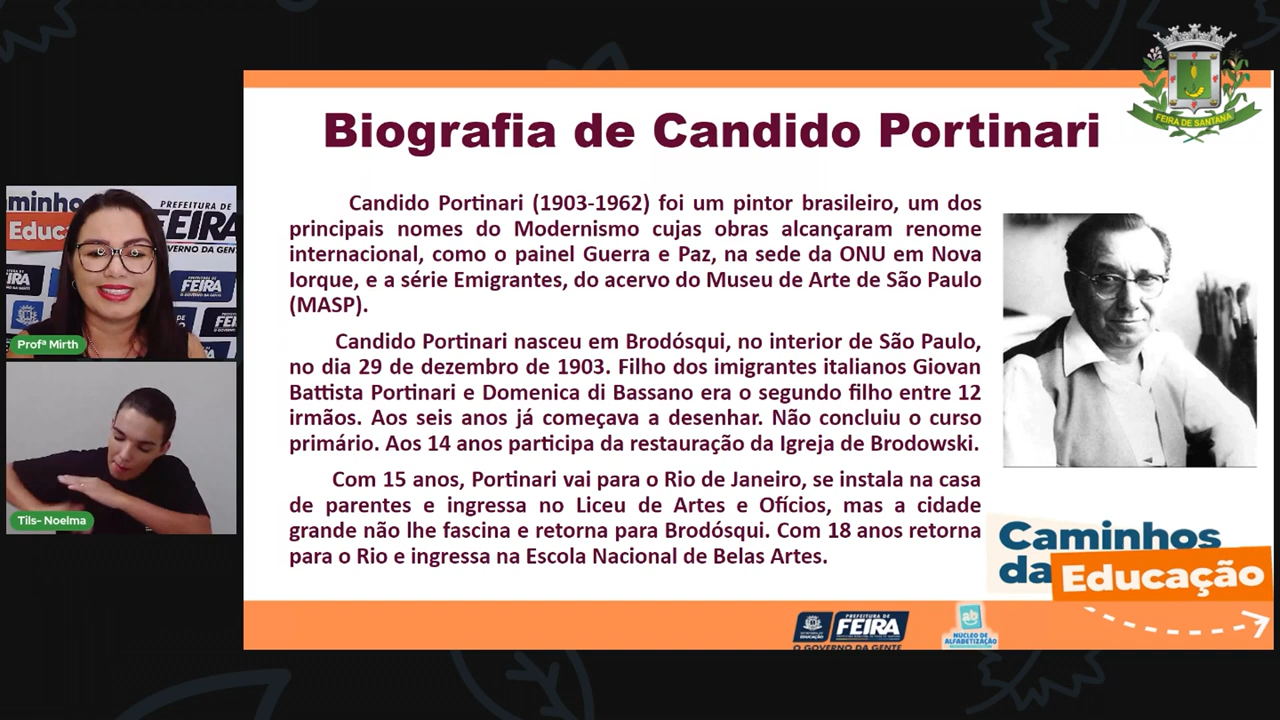 FEIRA DE SANTANA
Biografia de Candido Portinari
Candido Portinari (1903-1962) foi um pintor brasileiro, um dos
principais nomes do Modernismo cujas obras alcançaram renome
internacional, como o painel Guerra e Paz, na sede da ONU em Nova
Iorque, e a série Emigrantes, do acervo do Museu de Arte de São Paulo
(MASP).
Candido Portinari nasceu em Brodósqui, no interior de São Paulo,
no dia 29 de dezembro de 1903. Filho dos imigrantes italianos Giovan
Battista Portinari e Domenica di Bassano era o segundo filho entre 12
irmãos. Aos seis anos já começava a desenhar. Não concluiu o curso
primário. Aos 14 anos participa da restauração da Igreja de Brodowski.
Com 15 anos, Portinari vai para o Rio de Janeiro, se instala na casa
de parentes e ingressa no Liceu de Artes e Ofícios, mas a cidade
grande não lhe fascina e retorna para Brodósqui. Com 18 anos retorna
para o Rio e ingressa na Escola Nacional de Belas Artes.
Caminhos
da Educação
PREFEITURA DE
FEIRA
O GOVERNO DA GENTE
ab
NÚCLEO DE
ALFABETIZAÇÃO
PREFEITURA DE
FEIRA
Profª Mirth
Tils- Noelma